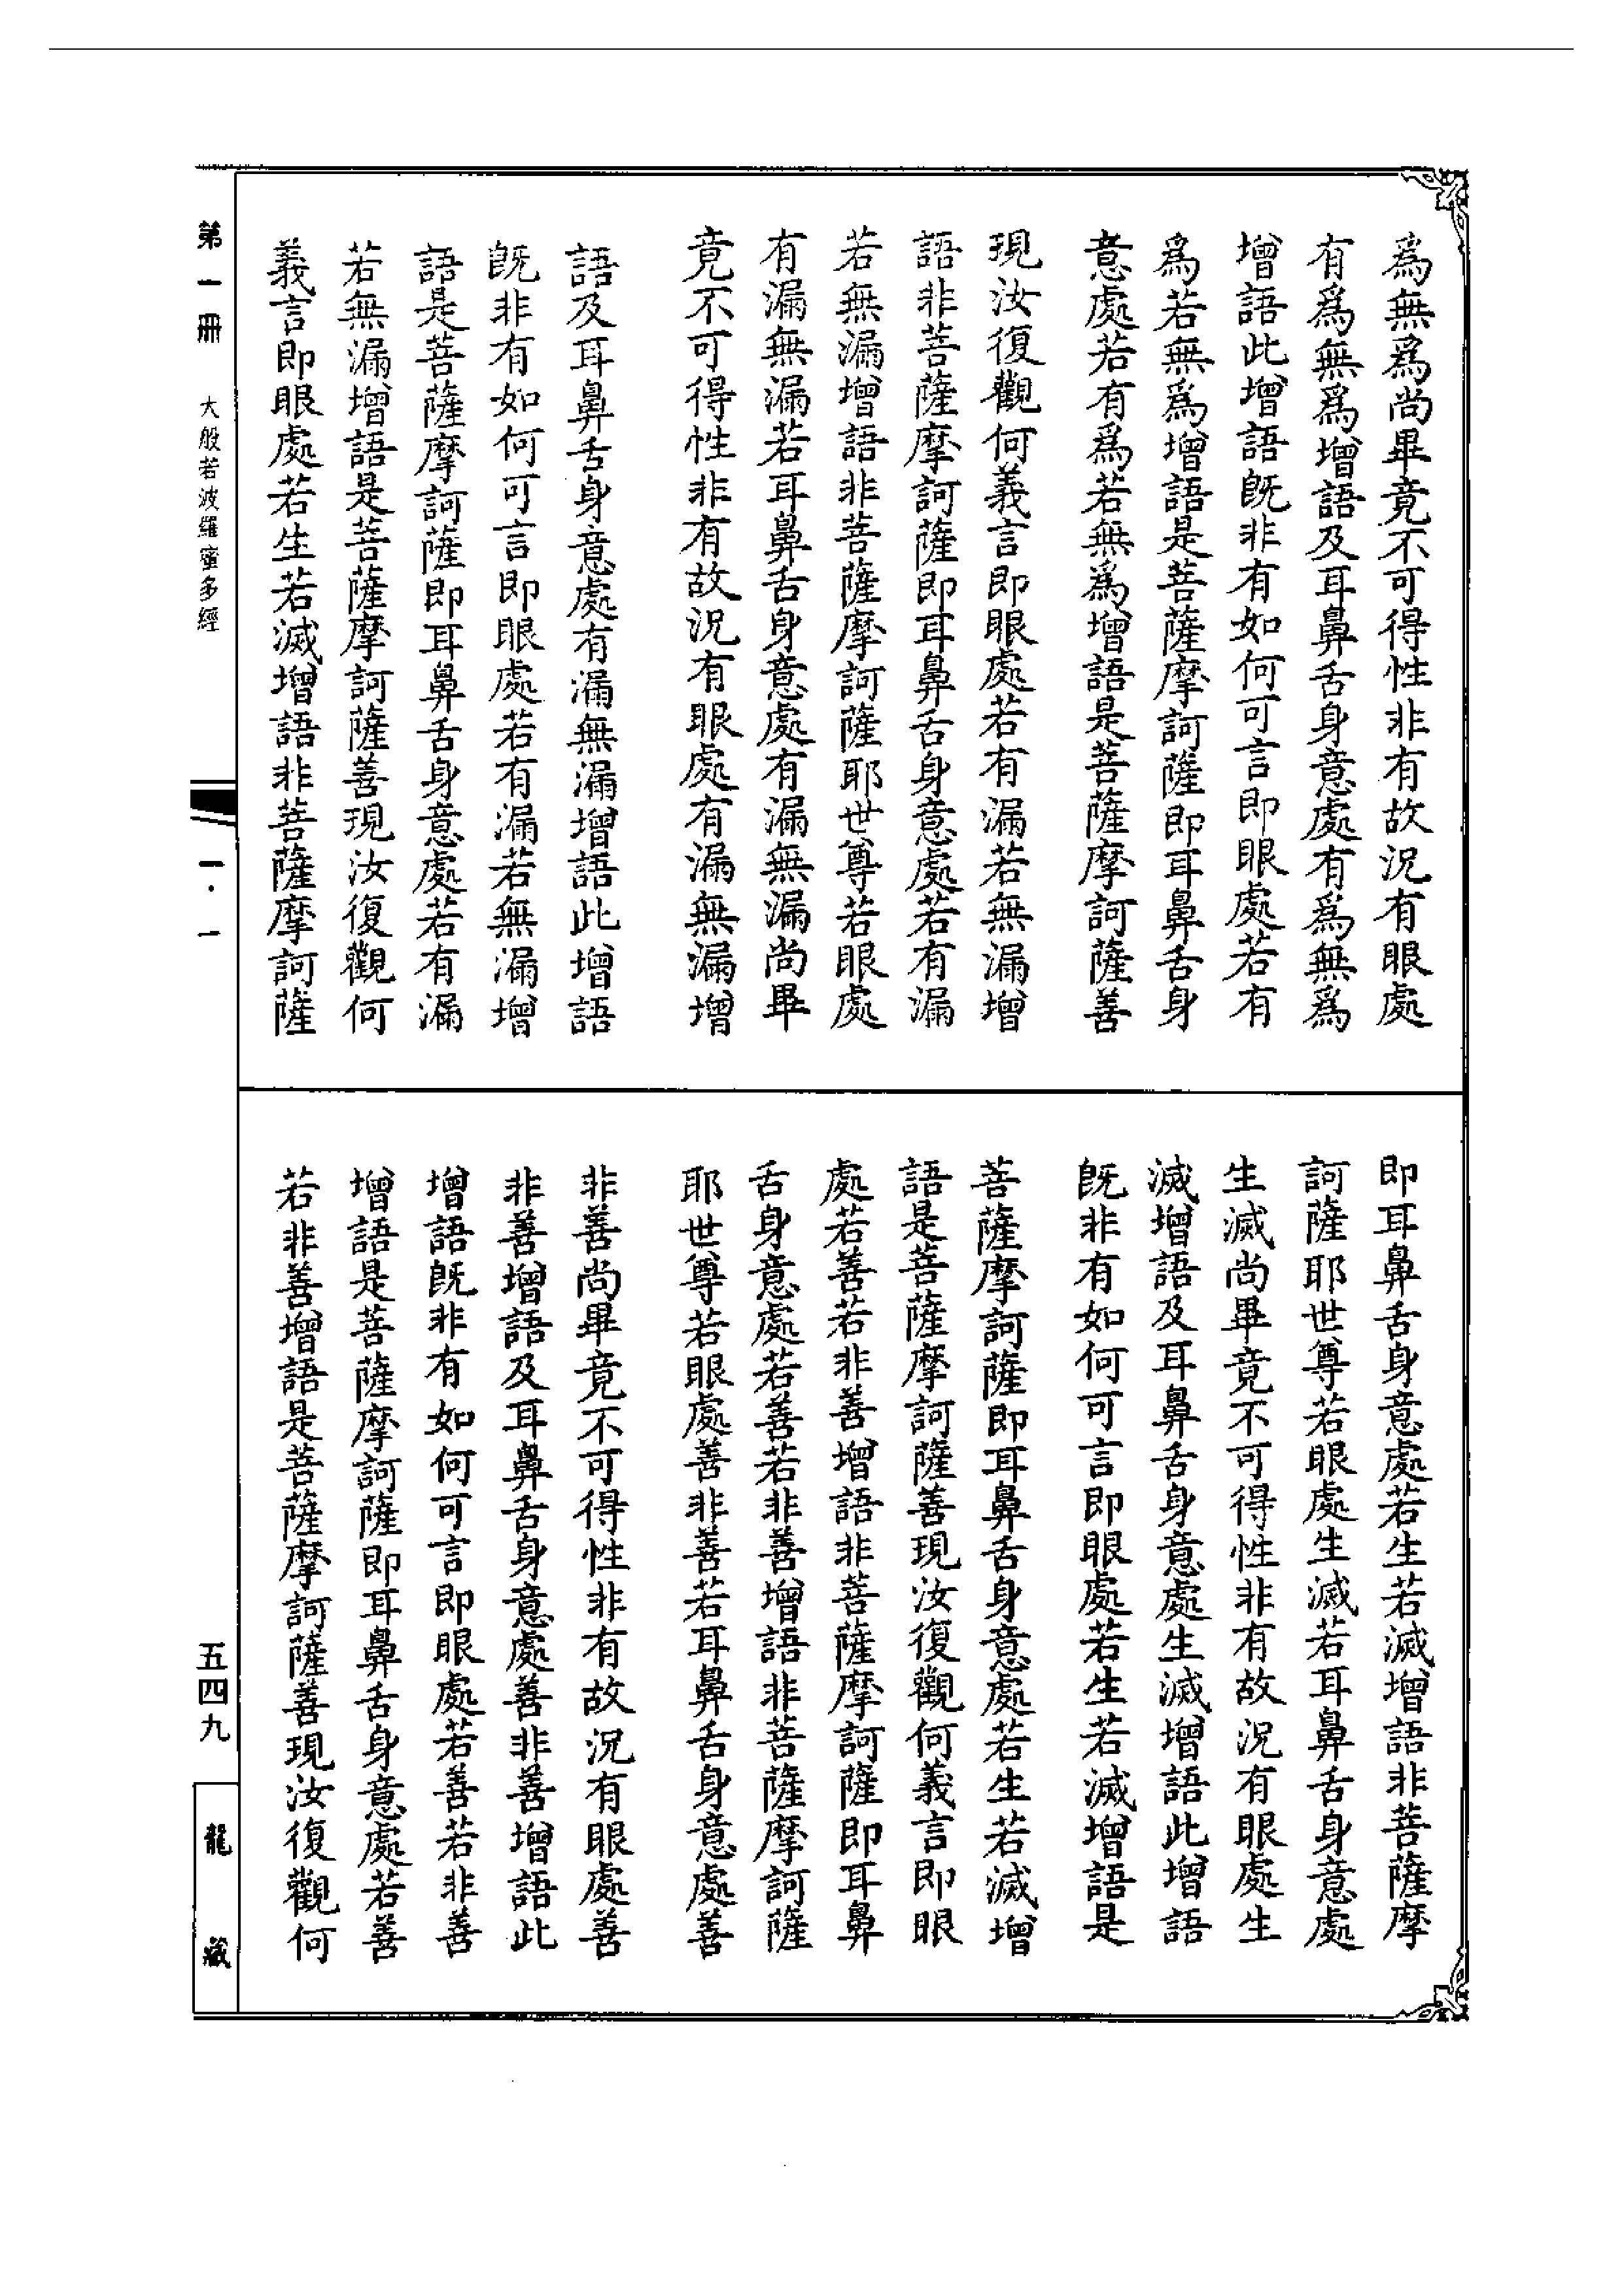 爲無爲尚畢竟不可得性非有故況有眼處
有爲無爲增語及耳鼻舌身意處有爲無爲
增語此增語旣非有如何可言即眼處若有
爲若無爲增語是菩薩摩訶薩即耳鼻舌身
意處若有爲若無爲增語是菩薩摩訶薩善
現汝復觀何義言即眼處若有漏若無漏增
語非菩薩摩訶薩即耳鼻舌身意處若有漏
若無漏增語非菩薩摩訶薩耶世尊若眼處
有漏無漏若耳鼻舌身意處有漏無漏尚畢
竟不可得性非有故況有眼處有漏無漏增
語及耳鼻舌身意處有漏無漏增語此增語
旣非有如何可言即眼處若有漏若無漏增
語是菩薩摩訶薩即耳鼻舌身意處若有漏
若無漏增語是菩薩摩訶薩善現汝復觀何
義言即眼處若生若滅增語非菩薩摩訶薩
即耳鼻舌身意處若生若滅增語非菩薩摩
訶薩耶世尊若眼處生滅若耳鼻舌身意處
生滅尚畢竟不可得性非有故況有眼處生
滅增語及耳鼻舌身意處生滅增語此增語
旣非有如何可言即眼處若生若滅增語是
菩薩摩訶薩即耳鼻舌身意處若生若滅增
語是菩薩摩訶薩善現汝復觀何義言即眼
處若善若非善增語非菩薩摩訶薩即耳鼻
舌身意處若善若非善增語非菩薩摩訶薩
耶世尊若眼處善非善若耳鼻舌身意處善
非善尚畢竟不可得性非有故況有眼處善
非善增語及耳鼻舌身意處善非善增語此
增語旣非有如何可言即眼處若善若非善
增語是菩薩摩訶薩即耳鼻舌身意處若善
若非善增語是菩薩摩訶薩善現汝復觀何
第一冊 大般若波羅蜜多經
一·一
五四九
龍藏